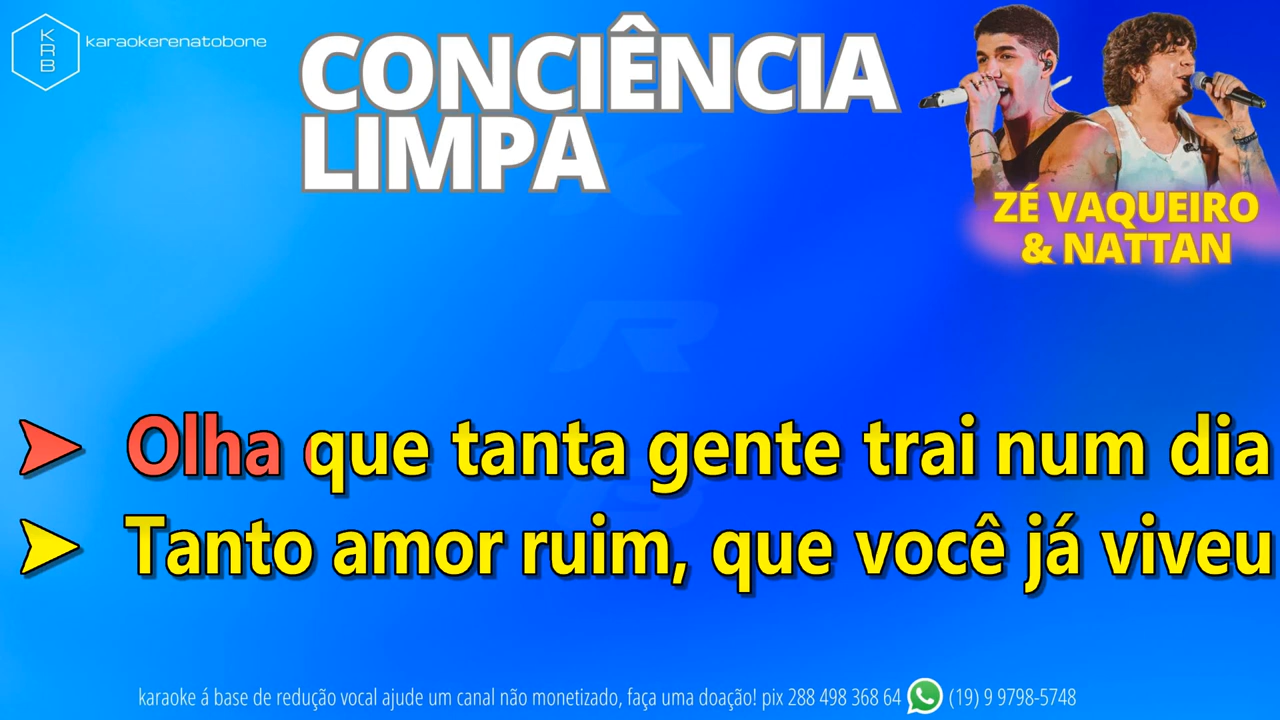 KRB
karaokerenatobone
CONCIÊNCIA
LIMPA
ZÉ VAQUEIRO
& NATTAN
K
R
B
Olha que tanta gente trai num dia
Tanto amor ruim, que você já viveu
karaoke á base de redução vocal ajude um canal não monetizado, faça uma doação! pix 288 498 368 64 (19) 9 9798-5748